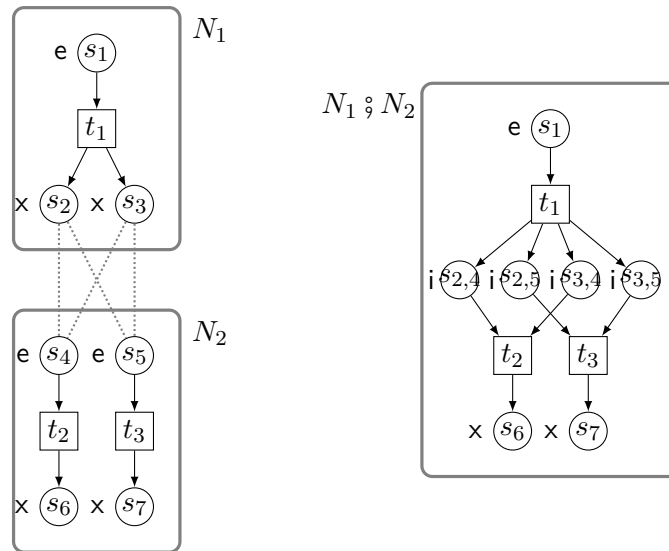 N₁
e s₁
t₁
x s₂ x s₃
N₂
e s₄ e s₅
t₂ t₃
x s₆ x s₇
N₁ ⨟ N₂
e s₁
t₁
i s₂,₄ i s₂,₅ i s₃,₄ i s₃,₅
t₂ t₃
x s₆ x s₇